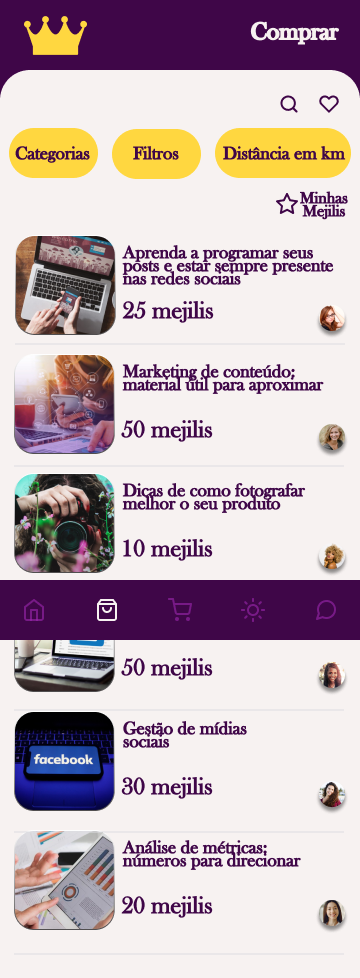 Comprar
Categorias
Filtros
Distância em km
Minhas
Mejilis
Aprenda a programar seus
posts e estar sempre presente
nas redes sociais
25 mejilis
Marketing de conteúdo;
material útil para aproximar
50 mejilis
Dicas de como fotografar
melhor o seu produto
10 mejilis
50 mejilis
Gestão de mídias
sociais
facebook
30 mejilis
Análise de métricas;
números para direcionar
20 mejilis